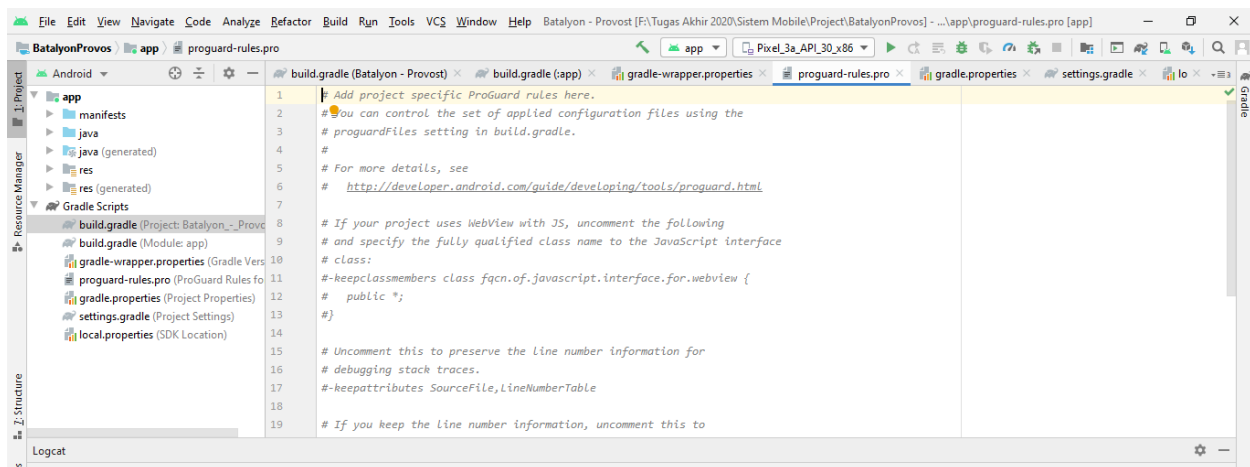 File Edit View Navigate Code Analyze Refactor Build Run Tools VCS Window Help Batalyon - Provost [F:\Tugas Akhir 2020\Sistem Mobile\Project\BatalyonProvos] - ...\app\proguard-rules.pro [app]
BatalyonProvos app proguard-rules.pro
app
Pixel_3a_API_30_x86
Android
build.gradle (Batalyon - Provost)
build.gradle (:app)
gradle-wrapper.properties
proguard-rules.pro
gradle.properties
settings.gradle
lo
1: Project
Resource Manager
Z: Structure
Gradle
app
manifests
java
java (generated)
res
res (generated)
Gradle Scripts
build.gradle (Project: Batalyon_-_Provo
build.gradle (Module: app)
gradle-wrapper.properties (Gradle Vers
proguard-rules.pro (ProGuard Rules fo
gradle.properties (Project Properties)
settings.gradle (Project Settings)
local.properties (SDK Location)
1 # Add project specific ProGuard rules here.
2 # You can control the set of applied configuration files using the
3 # proguardFiles setting in build.gradle.
4 #
5 # For more details, see
6 #   http://developer.android.com/guide/developing/tools/proguard.html
7
8 # If your project uses WebView with JS, uncomment the following
9 # and specify the fully qualified class name to the JavaScript interface
10 # class:
11 #-keepclassmembers class fqcn.of.javascript.interface.for.webview {
12 #   public *;
13 #}
14
15 # Uncomment this to preserve the line number information for
16 # debugging stack traces.
17 #-keepattributes SourceFile,LineNumberTable
18
19 # If you keep the line number information, uncomment this to
Logcat